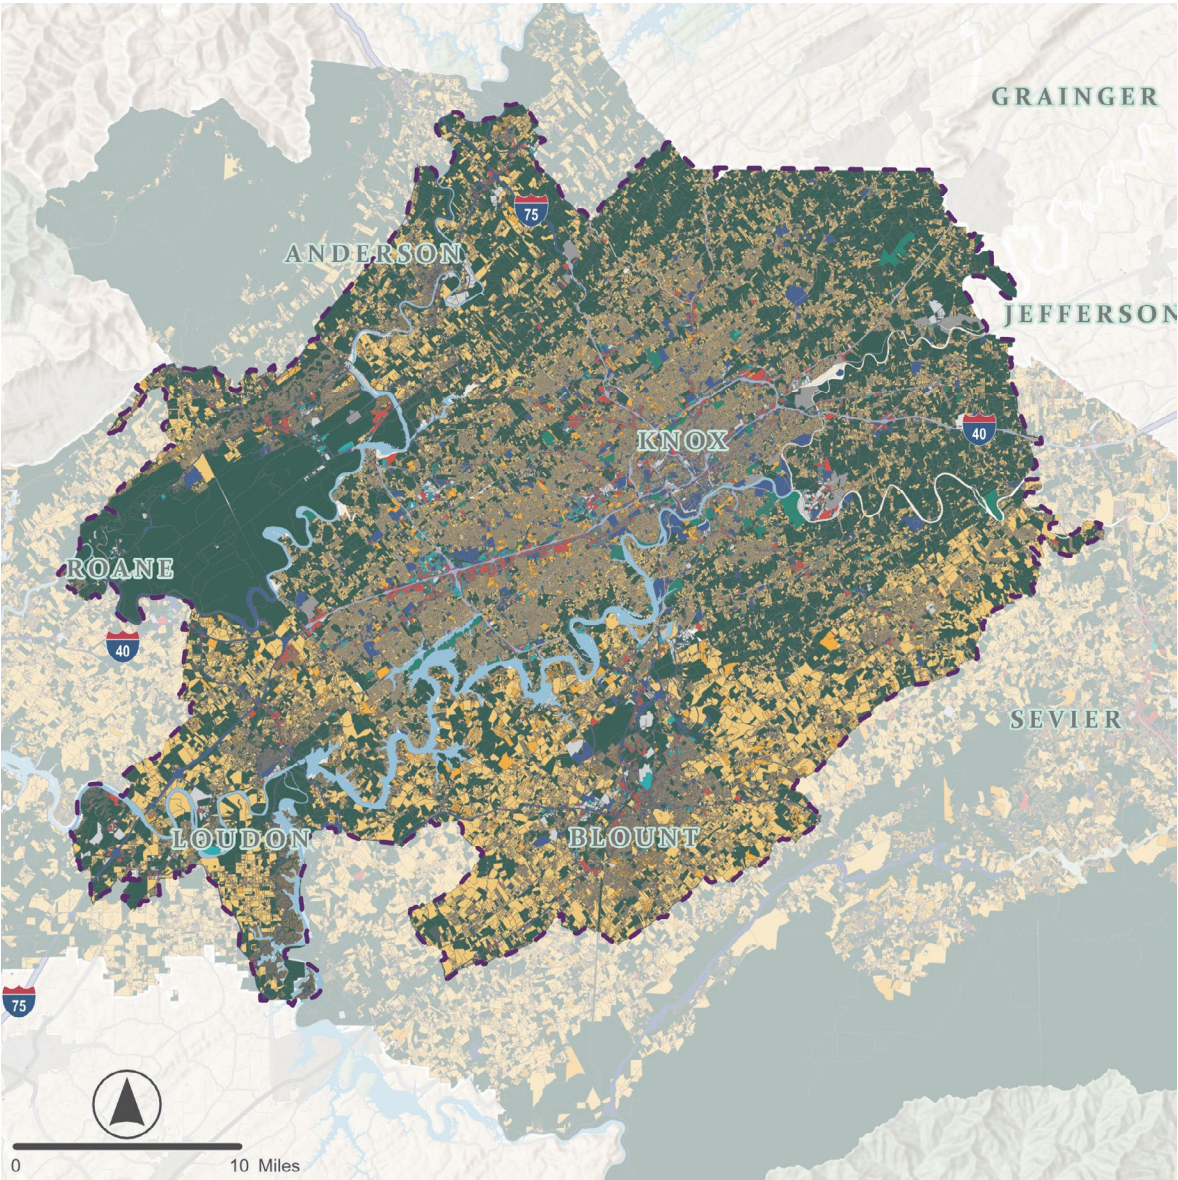 GRAINGER
75
ANDERSON
JEFFERSON
40
KNOX
ROANE
40
SEVIER
LOUDON
BLOUNT
75
0 10 Miles